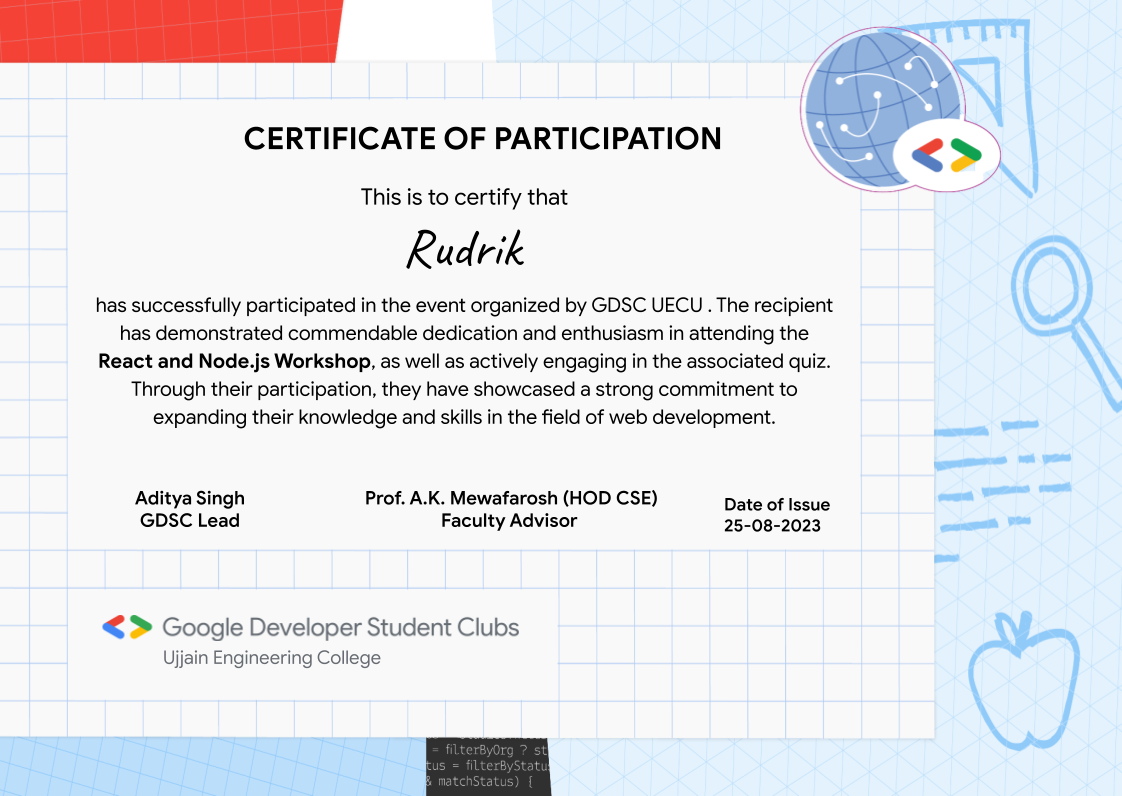 CERTIFICATE OF PARTICIPATION
This is to certify that
Rudrik
has successfully participated in the event organized by GDSC UECU . The recipient
has demonstrated commendable dedication and enthusiasm in attending the
React and Node.js Workshop, as well as actively engaging in the associated quiz.
Through their participation, they have showcased a strong commitment to
expanding their knowledge and skills in the field of web development.
Aditya Singh
GDSC Lead
Prof. A.K. Mewafarosh (HOD CSE)
Faculty Advisor
Date of Issue
25-08-2023
Google Developer Student Clubs
Ujjain Engineering College
= filterByOrg ? st
tus = filterByStatus
& matchStatus) {